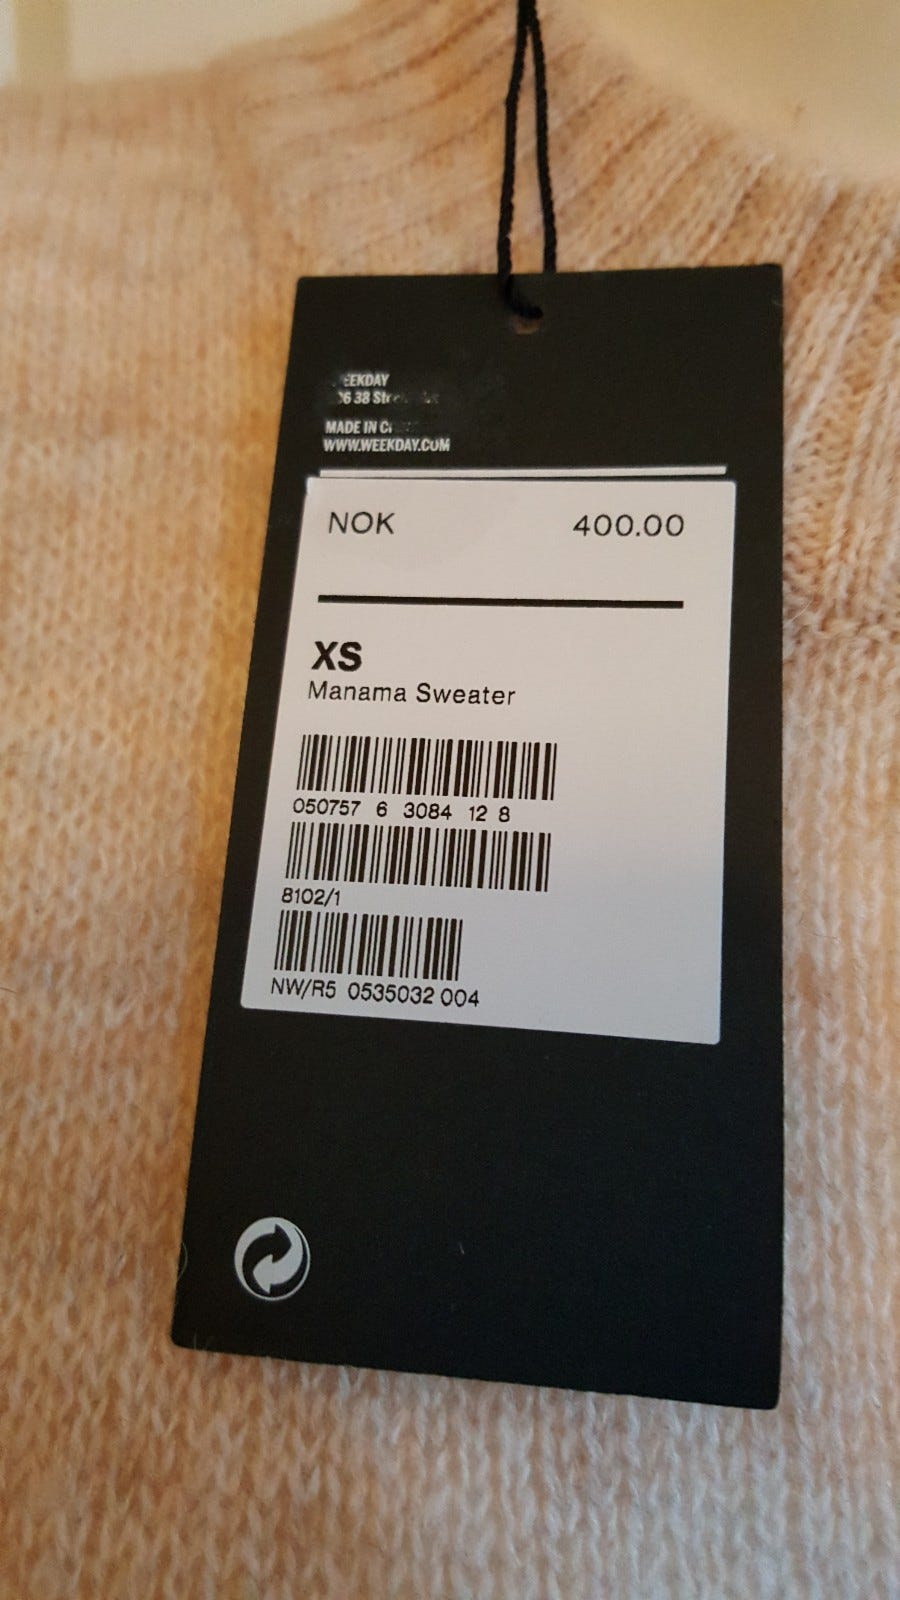 WEEKDAY
38
MADE IN
WWW.WEEKDAY.COM
NOK 400.00
XS
Manama Sweater
050757 6 3084 12 8
8102/1
NW/R5 0535032 004